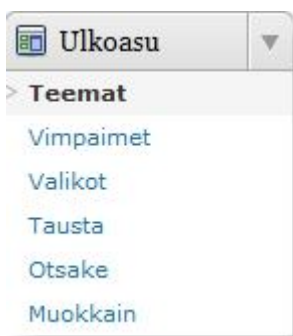 Ulkoasu
Teemat
Vimpaimet
Valikot
Tausta
Otsake
Muokkain